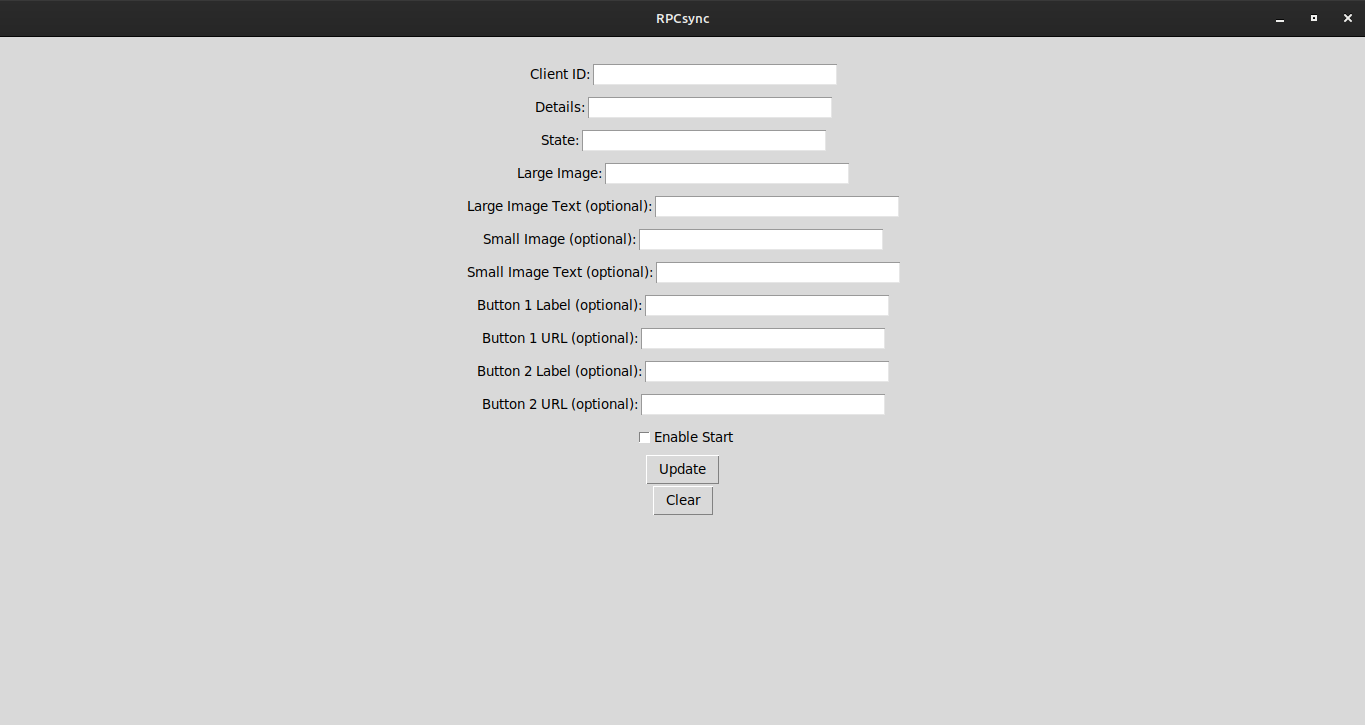 RPCsync
Client ID:
Details:
State:
Large Image:
Large Image Text (optional):
Small Image (optional):
Small Image Text (optional):
Button 1 Label (optional):
Button 1 URL (optional):
Button 2 Label (optional):
Button 2 URL (optional):
Enable Start
Update
Clear